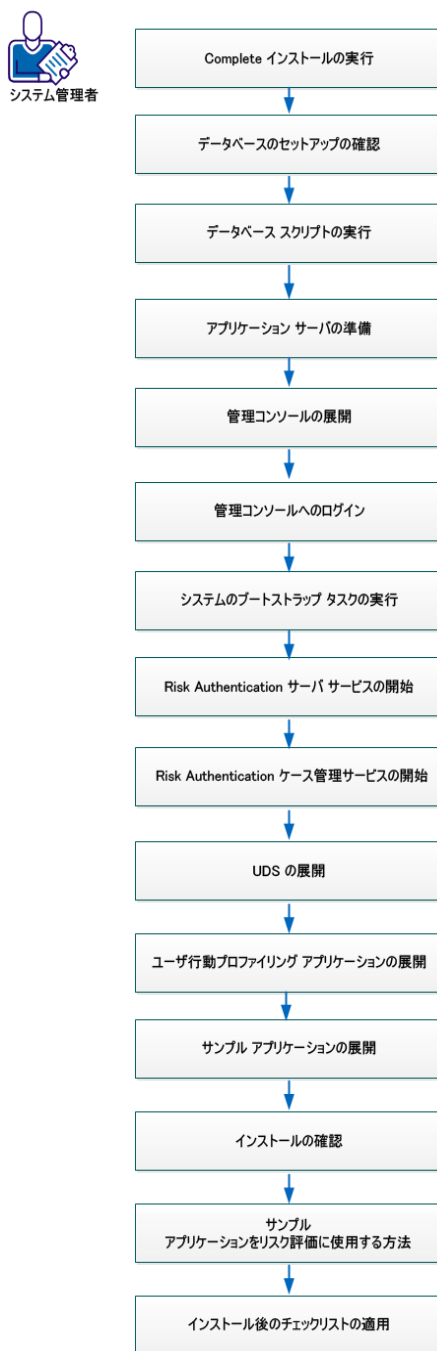 システム管理者
Complete インストールの実行
データベースのセットアップの確認
データベース スクリプトの実行
アプリケーション サーバの準備
管理コンソールの展開
管理コンソールへのログイン
システムのブートストラップ タスクの実行
Risk Authentication サーバ サービスの開始
Risk Authentication ケース管理サービスの開始
UDS の展開
ユーザ行動プロファイリング アプリケーションの展開
サンプル アプリケーションの展開
インストールの確認
サンプル
アプリケーションをリスク評価に使用する方法
インストール後のチェックリストの適用